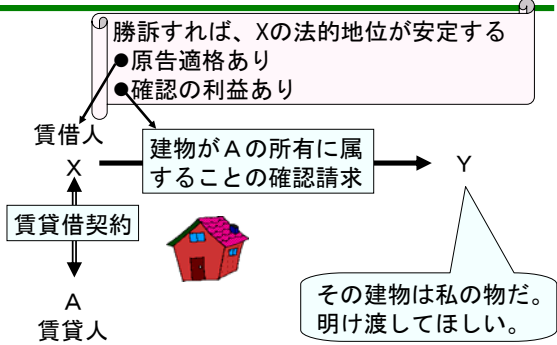 勝訴すれば、Xの法的地位が安定する
●原告適格あり
●確認の利益あり
賃借人
X
建物がAの所有に属
することの確認請求
Y
賃貸借契約
A
賃貸人
その建物は私の物だ。
明け渡してほしい。